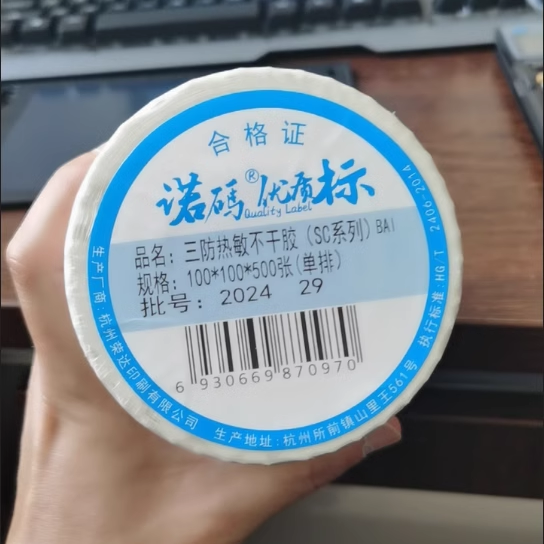 合格证
诺碼®优质标
Quality Label
品名：三防热敏不干胶（SC系列）BAI
规格：100*100*500张(单排)
批号：2024 29
6 930669 870970
生产厂商：杭州荣达印刷有限公司
生产地址：杭州所前镇山里王561号
执行标准：HG/T 2406-2014